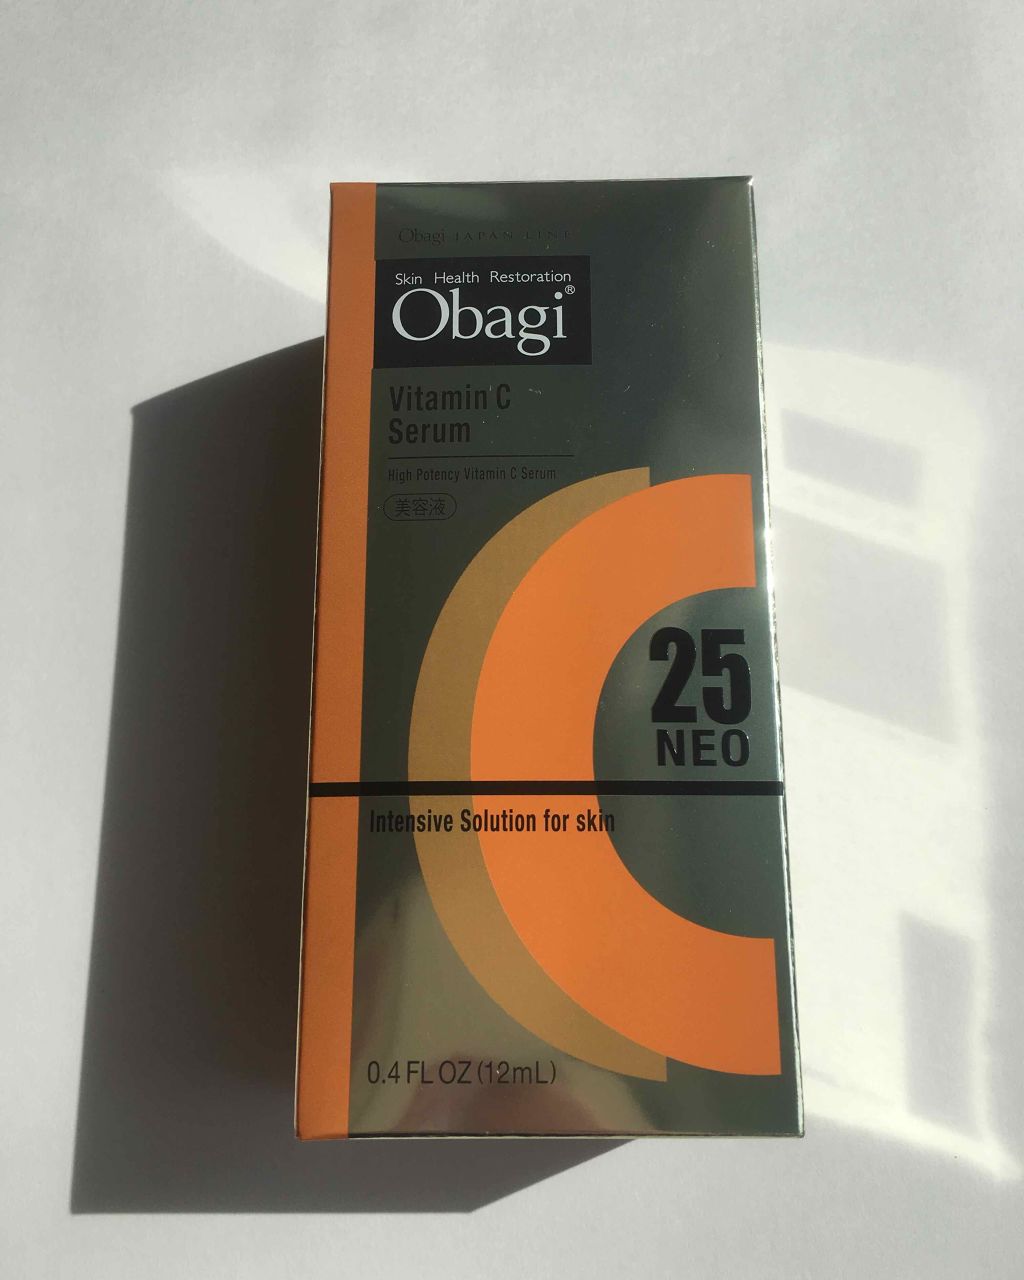 Obagi JAPAN LINE
Skin Health Restoration
Obagi®
Vitamin C
Serum
High Potency Vitamin C Serum
美容液
25
NEO
Intensive Solution for skin
0.4 FL OZ (12mL)